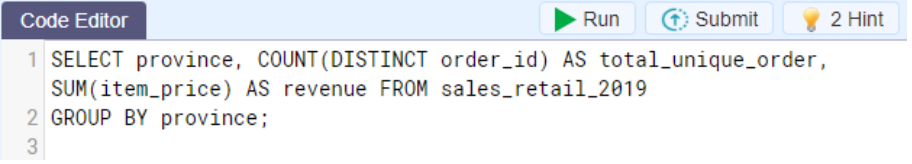 Code Editor
Run
Submit
2 Hint
1 SELECT province, COUNT(DISTINCT order_id) AS total_unique_order,
SUM(item_price) AS revenue FROM sales_retail_2019
2 GROUP BY province;
3